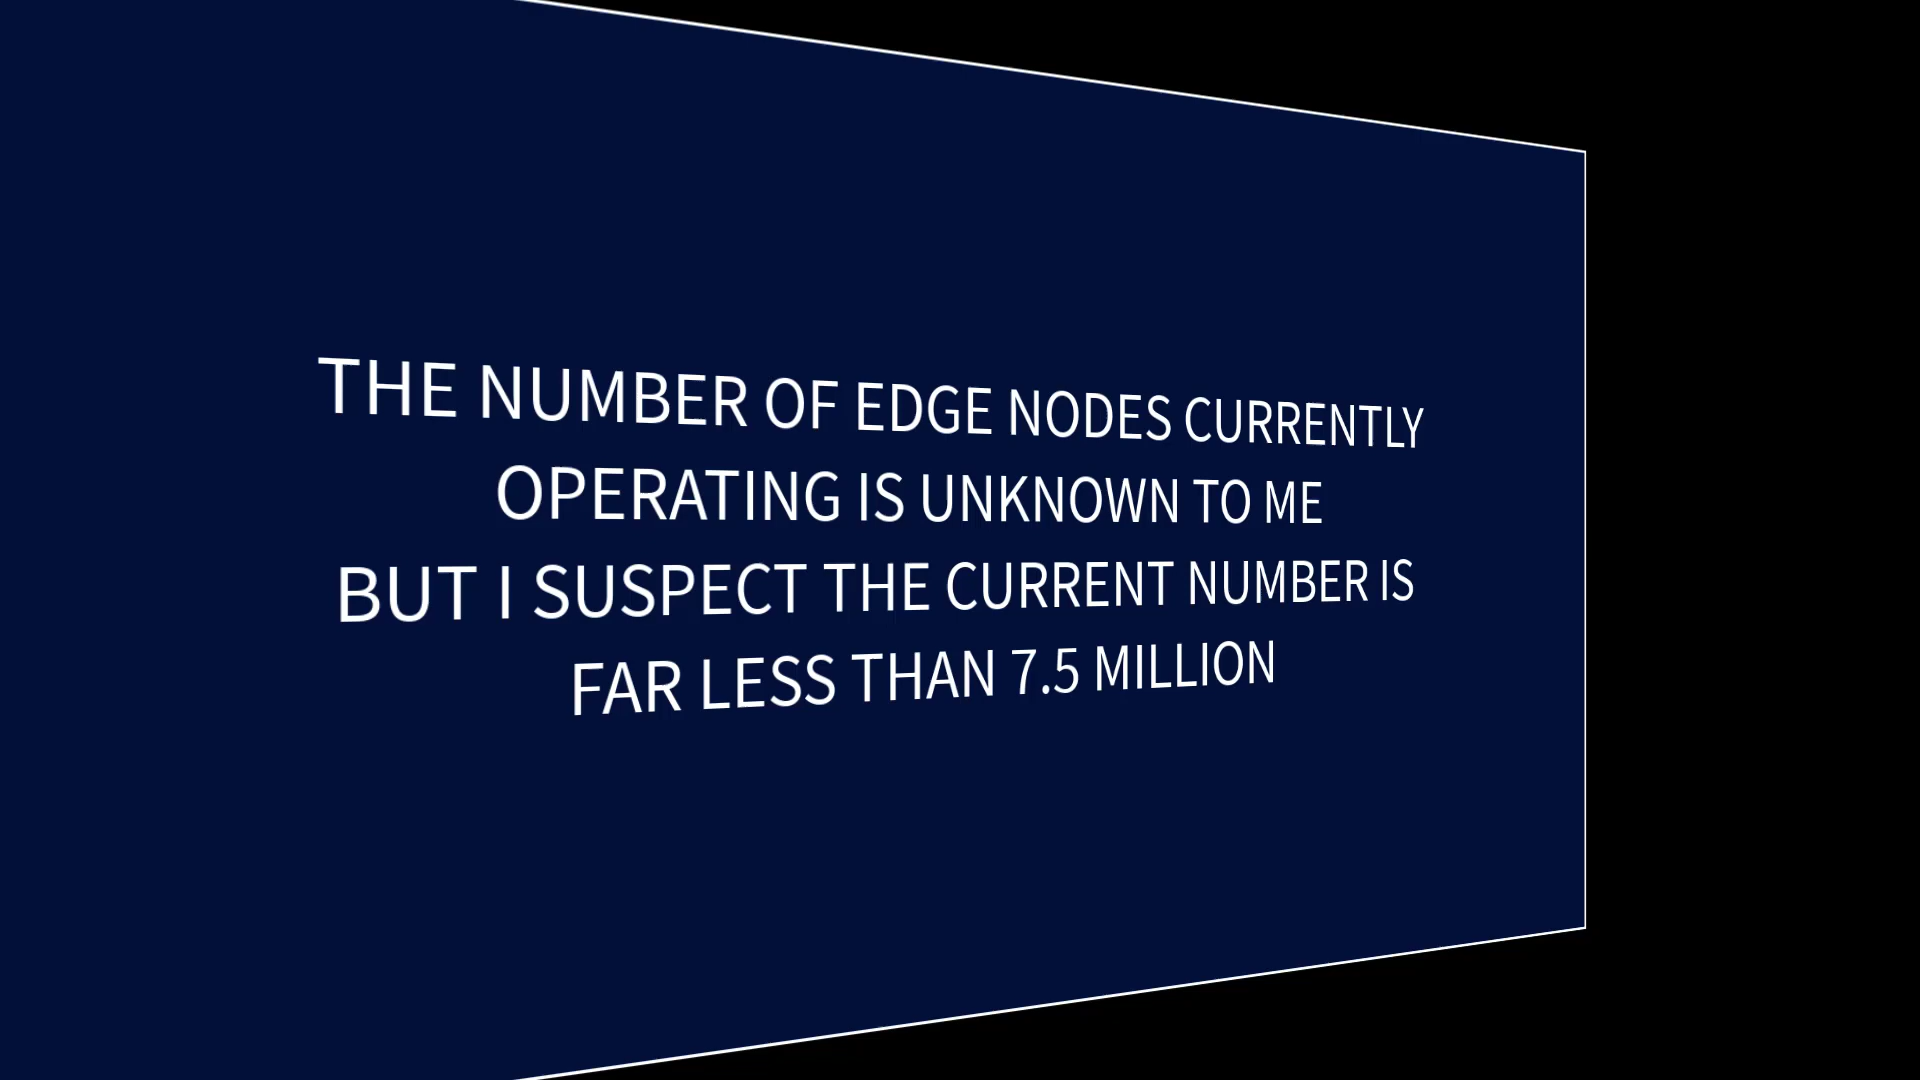 THE NUMBER OF EDGE NODES CURRENTLY
OPERATING IS UNKNOWN TO ME
BUT I SUSPECT THE CURRENT NUMBER IS
FAR LESS THAN 7.5 MILLION